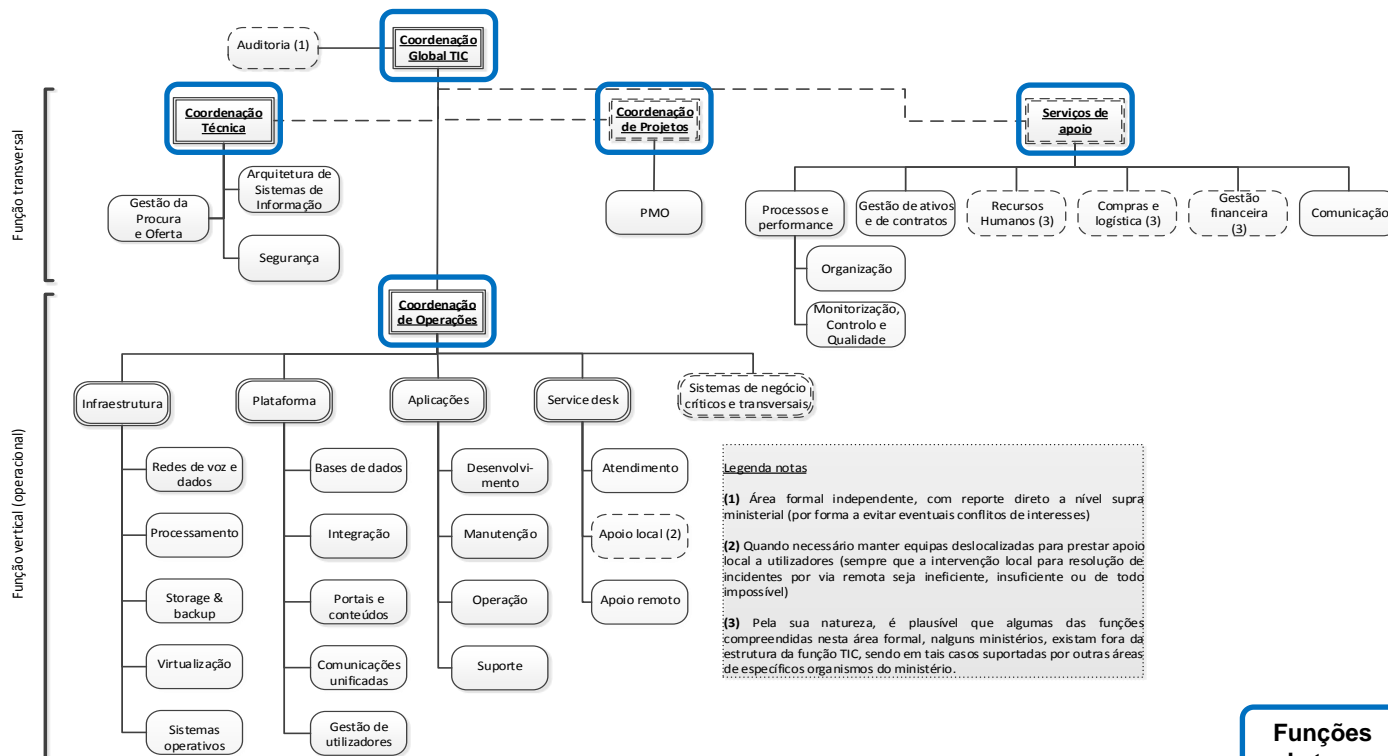 Auditoria (1)
Coordenação
Global TIC
Função transversal
Coordenação
Técnica
Coordenação
de Projetos
Serviços de
apoio
Arquitetura de
Sistemas de
Informação
Gestão da
Procura
e Oferta
Segurança
PMO
Processos e
performance
Gestão de ativos
e de contratos
Recursos
Humanos (3)
Compras e
logística (3)
Gestão
financeira
(3)
Comunicação
Organização
Monitorização,
Controlo e
Qualidade
Função vertical (operacional)
Coordenação
de Operações
Infraestrutura
Plataforma
Aplicações
Service desk
Sistemas de negócio
críticos e transversais
Redes de voz e
dados
Processamento
Storage &
backup
Virtualização
Sistemas
operativos
Bases de dados
Integração
Portais e
conteúdos
Comunicações
unificadas
Gestão de
utilizadores
Desenvolvi-
mento
Manutenção
Operação
Suporte
Atendimento
Apoio local (2)
Apoio remoto
Legenda notas
(1) Área formal independente, com reporte direto a nível supra
ministerial (por forma a evitar eventuais conflitos de interesses)
(2) Quando necessário manter equipas deslocalizadas para prestar apoio
local a utilizadores (sempre que a intervenção local para resolução de
incidentes por via remota seja ineficiente, insuficiente ou de todo
impossível)
(3) Pela sua natureza, é plausível que algumas das funções
compreendidas nesta área formal, nalguns ministérios, existam fora da
estrutura da função TIC, sendo em tais casos suportadas por outras áreas
de específicos organismos do ministério.
Funções